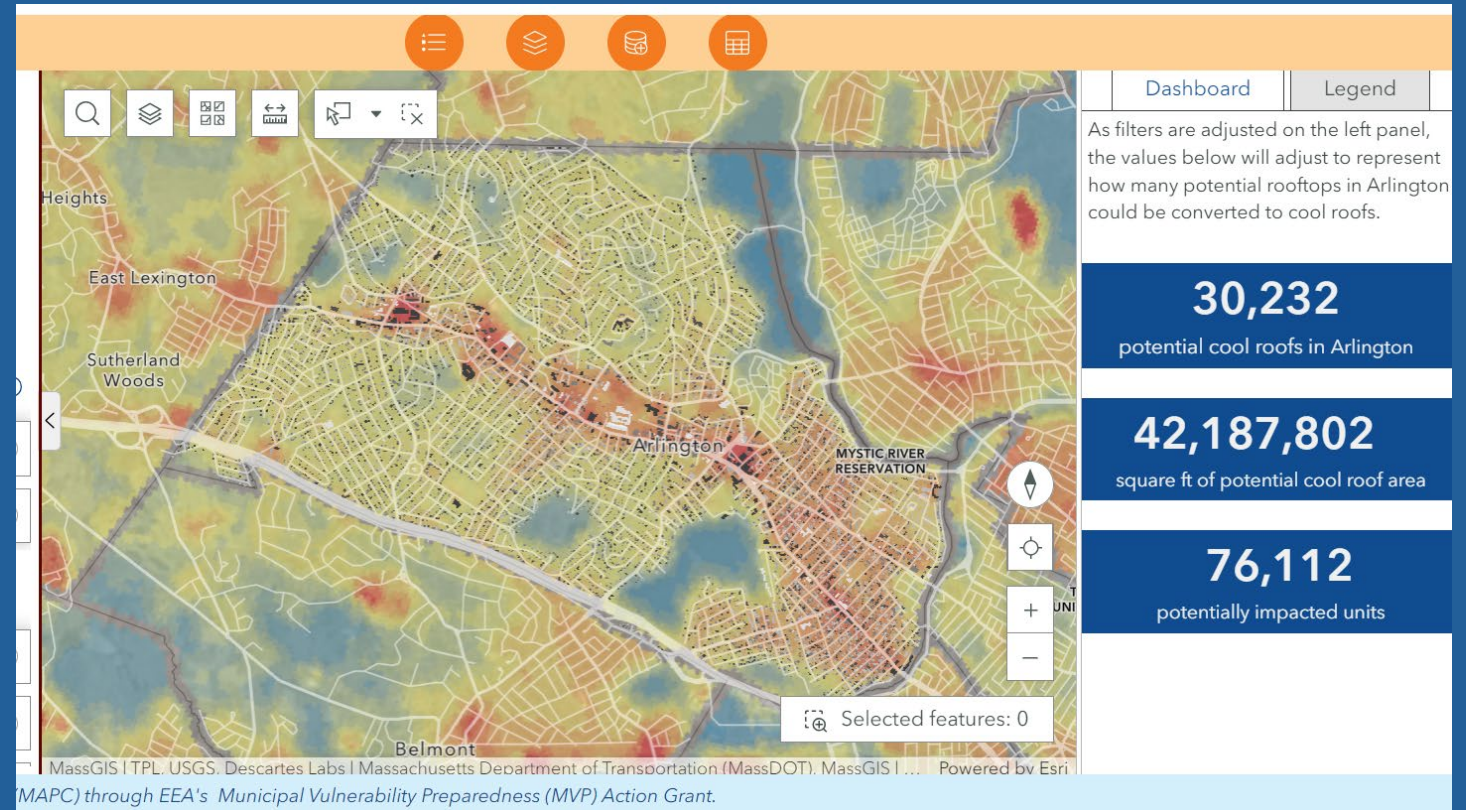 Dashboard
Legend
As filters are adjusted on the left panel,
the values below will adjust to represent
how many potential rooftops in Arlington
could be converted to cool roofs.
30,232
potential cool roofs in Arlington
42,187,802
square ft of potential cool roof area
76,112
potentially impacted units
Heights
East Lexington
Sutherland
Woods
Arlington
MYSTIC RIVER
RESERVATION
UNI
Belmont
Selected features: 0
MassGIS | TPL, USGS, Descartes Labs | Massachusetts Department of Transportation (MassDOT), MassGIS | ...
Powered by Esri
(MAPC) through EEA's Municipal Vulnerability Preparedness (MVP) Action Grant.